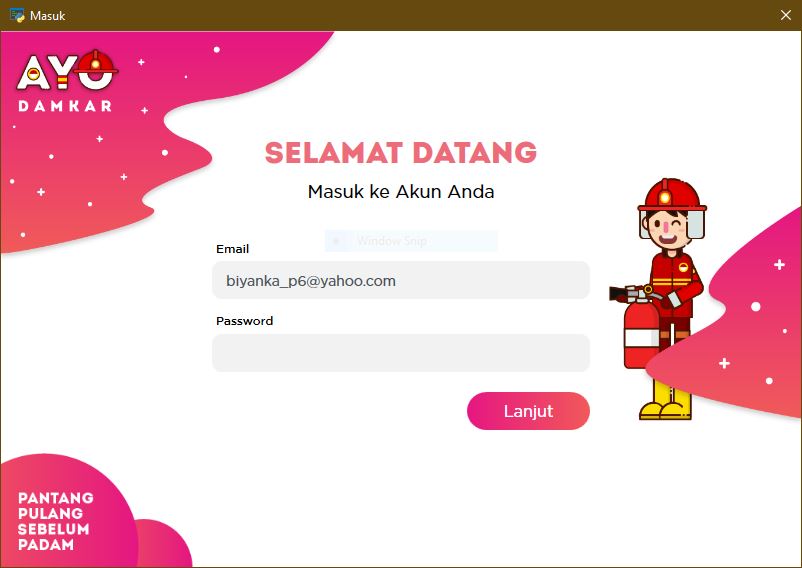 Masuk
AYO
DAMKAR
SELAMAT DATANG
Masuk ke Akun Anda
Window Snip
Email
biyanka_p6@yahoo.com
Password
Lanjut
PANTANG
PULANG
SEBELUM
PADAM